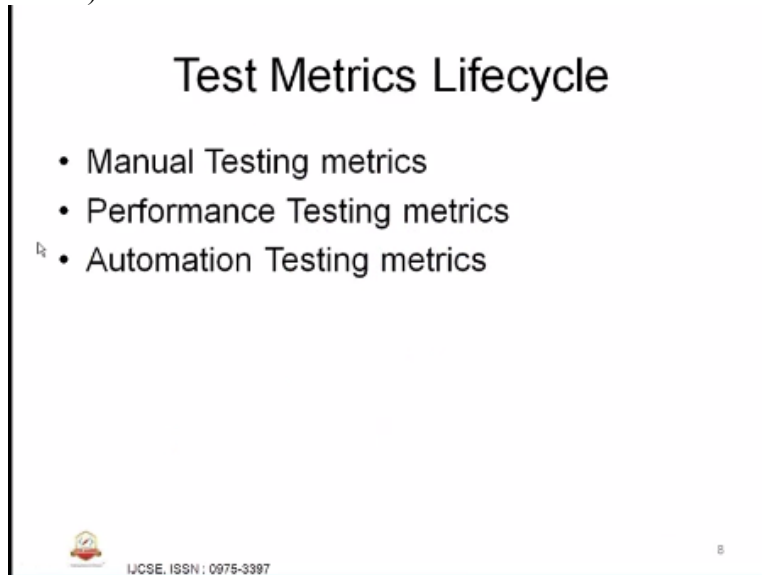 Test Metrics Lifecycle
• Manual Testing metrics
• Performance Testing metrics
• Automation Testing metrics
8
IJCSE, ISSN : 0975-3397